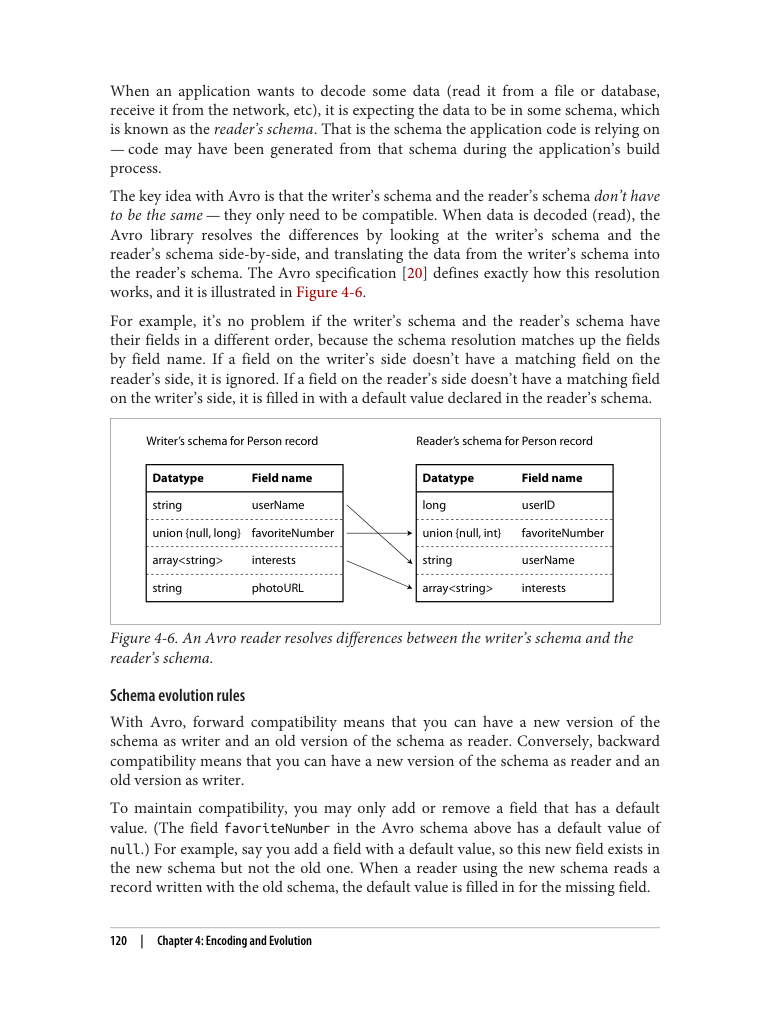 When an application wants to decode some data (read it from a file or database,
receive it from the network, etc), it is expecting the data to be in some schema, which
is known as the reader’s schema. That is the schema the application code is relying on
— code may have been generated from that schema during the application’s build
process.
The key idea with Avro is that the writer’s schema and the reader’s schema don’t have
to be the same — they only need to be compatible. When data is decoded (read), the
Avro library resolves the differences by looking at the writer’s schema and the
reader’s schema side-by-side, and translating the data from the writer’s schema into
the reader’s schema. The Avro specification [20] defines exactly how this resolution
works, and it is illustrated in Figure 4-6.
For example, it’s no problem if the writer’s schema and the reader’s schema have
their fields in a different order, because the schema resolution matches up the fields
by field name. If a field on the writer’s side doesn’t have a matching field on the
reader’s side, it is ignored. If a field on the reader’s side doesn’t have a matching field
on the writer’s side, it is filled in with a default value declared in the reader’s schema.
Writer’s schema for Person record
Datatype Field name
string userName
union {null, long} favoriteNumber
array<string> interests
string photoURL
Reader’s schema for Person record
Datatype Field name
long userID
union {null, int} favoriteNumber
string userName
array<string> interests
Figure 4-6. An Avro reader resolves differences between the writer’s schema and the
reader’s schema.
Schema evolution rules
With Avro, forward compatibility means that you can have a new version of the
schema as writer and an old version of the schema as reader. Conversely, backward
compatibility means that you can have a new version of the schema as reader and an
old version as writer.
To maintain compatibility, you may only add or remove a field that has a default
value. (The field favoriteNumber in the Avro schema above has a default value of
null.) For example, say you add a field with a default value, so this new field exists in
the new schema but not the old one. When a reader using the new schema reads a
record written with the old schema, the default value is filled in for the missing field.
120 | Chapter 4: Encoding and Evolution